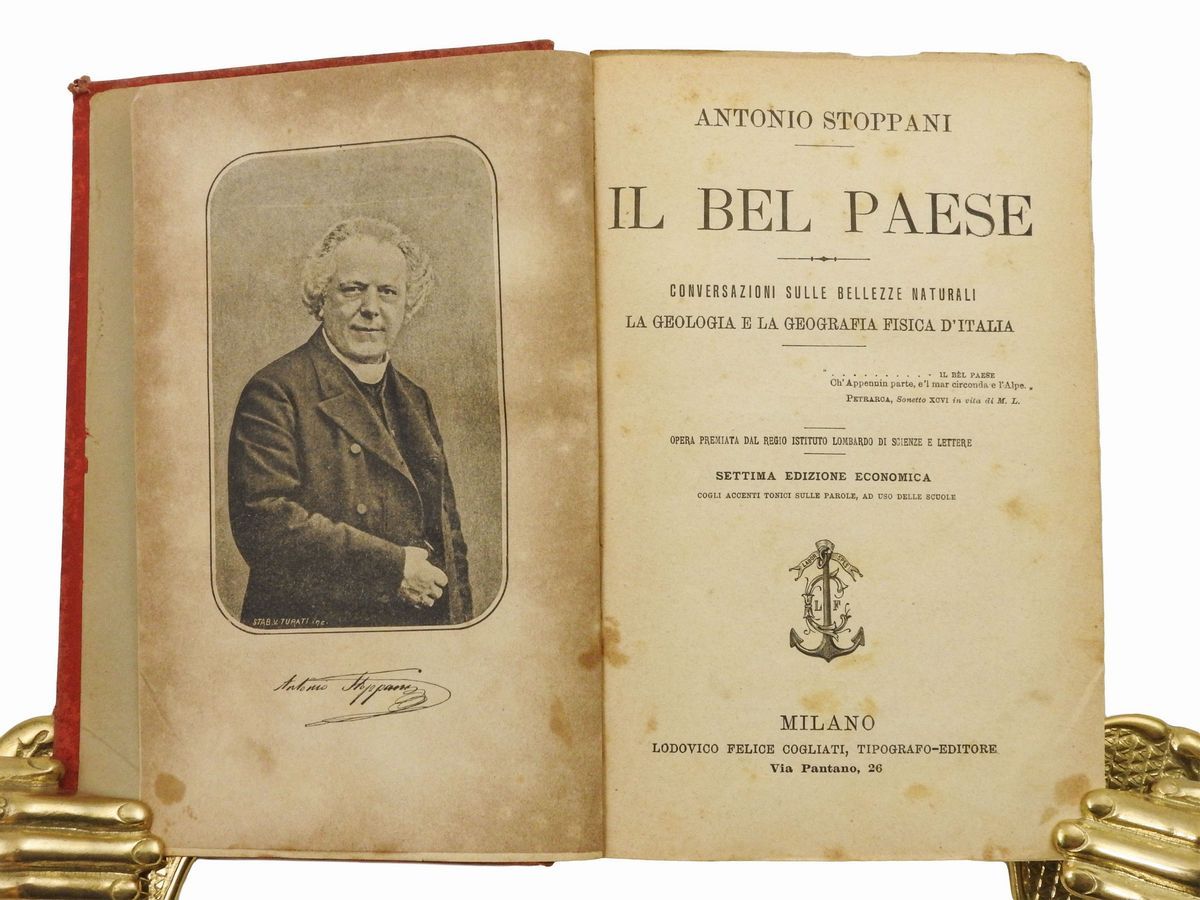 STAB. V. TURATI inc.
Antonio Stoppani
ANTONIO STOPPANI
IL BEL PAESE
CONVERSAZIONI SULLE BELLEZZE NATURALI
LA GEOLOGIA E LA GEOGRAFIA FISICA D'ITALIA
" . . . . . . . . . . IL BÈL PAESE
Ch' Appennin parte, e 'l mar circonda e l'Alpe. „
PETRARCA, Sonetto XCVI in vita di M. L.
OPERA PREMIATA DAL REGIO ISTITUTO LOMBARDO DI SCIENZE E LETTERE
SETTIMA EDIZIONE ECONOMICA
COGLI ACCENTI TONICI SULLE PAROLE, AD USO DELLE SCUOLE
LABOR SPES
L F
MILANO
LODOVICO FELICE COGLIATI, TIPOGRAFO-EDITORE
Via Pantano, 26